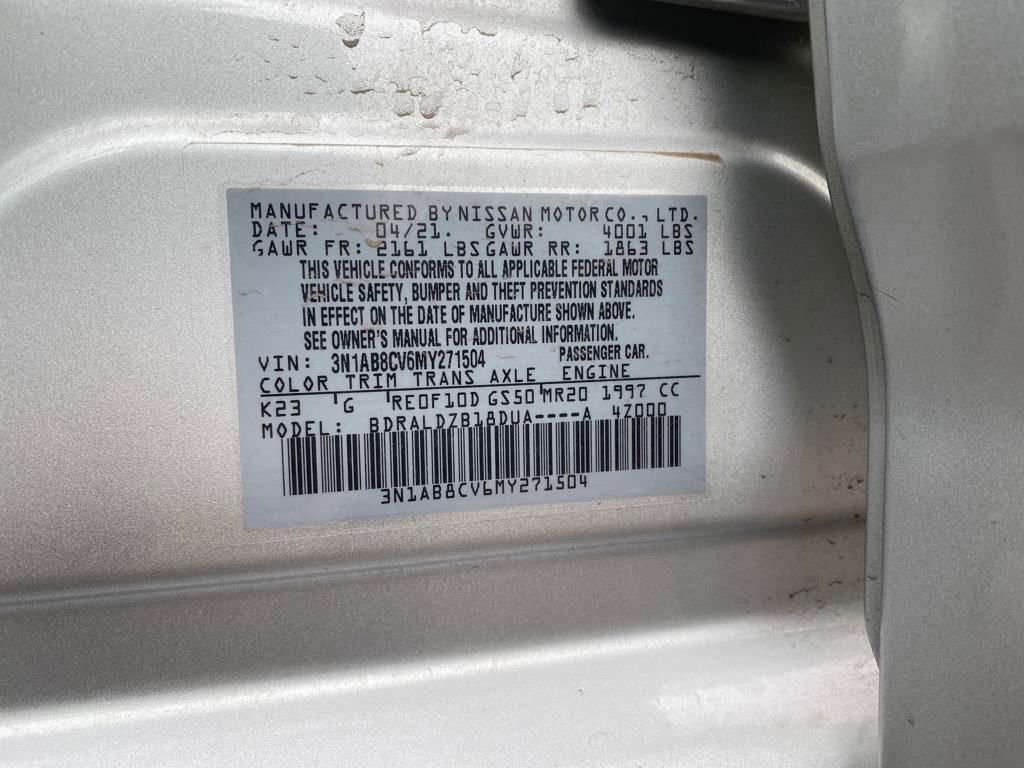 MANUFACTURED BY NISSAN MOTOR CO., LTD.
DATE: 04/21. GVWR: 4001 LBS
GAWR FR: 2161 LBS GAWR RR: 1863 LBS
THIS VEHICLE CONFORMS TO ALL APPLICABLE FEDERAL MOTOR
VEHICLE SAFETY, BUMPER AND THEFT PREVENTION STANDARDS
IN EFFECT ON THE DATE OF MANUFACTURE SHOWN ABOVE.
SEE OWNER'S MANUAL FOR ADDITIONAL INFORMATION.
VIN: 3N1AB8CV6MY271504 PASSENGER CAR.
COLOR TRIM TRANS AXLE ENGINE
K23 G RE0F10D GS50 MR20 1997 CC
MODEL: BDRALDZB18DUA----A 4Z000
3N1AB8CV6MY271504